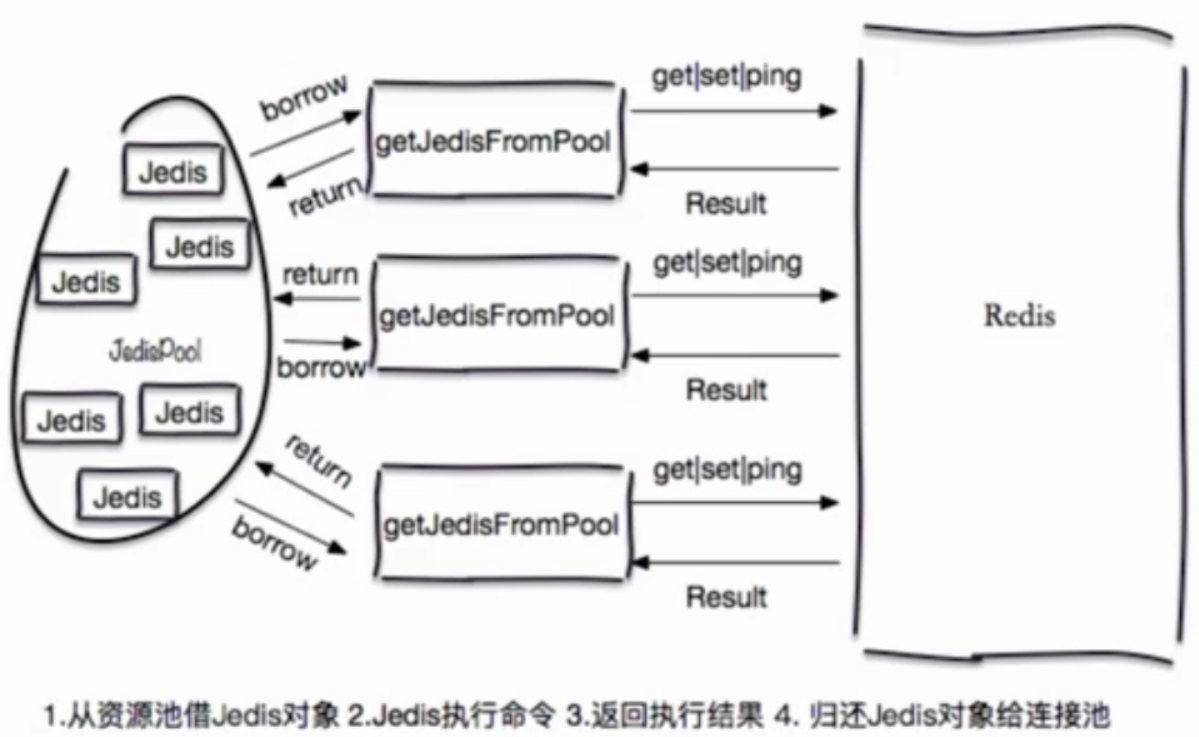 get|set|ping
borrow
getJedisFromPool
Jedis
return
Result
Jedis
get|set|ping
return
Jedis
getJedisFromPool
Redis
JedisPool
borrow
Result
Jedis
Jedis
return
get|set|ping
Jedis
getJedisFromPool
borrow
Result
1.从资源池借Jedis对象 2.Jedis执行命令 3.返回执行结果 4. 归还Jedis对象给连接池